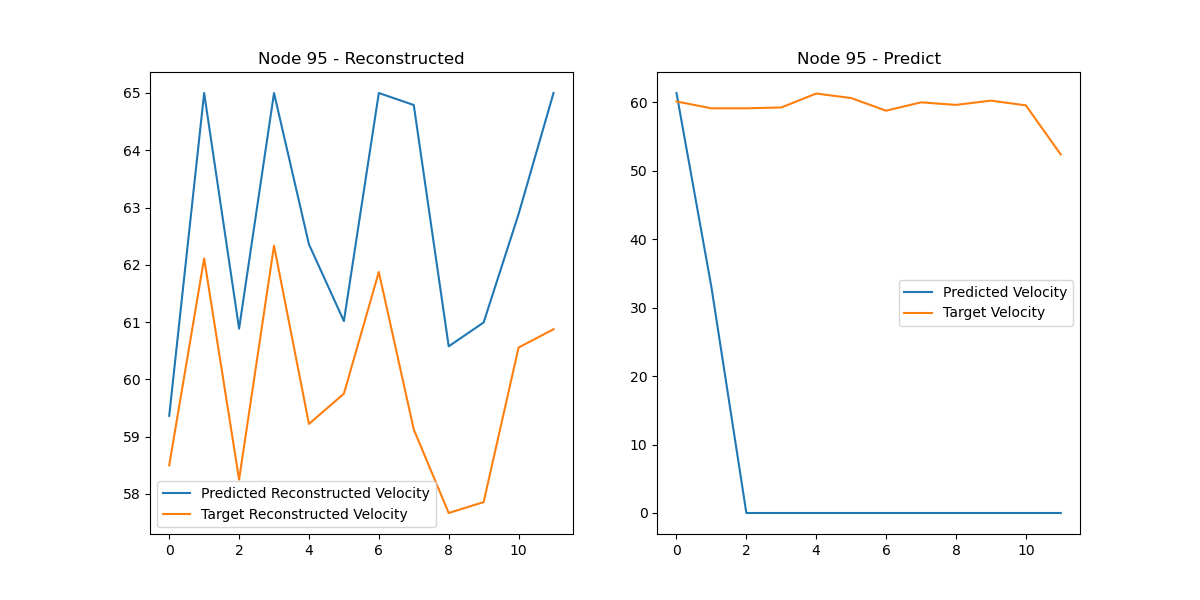 Node 95 - Reconstructed
65
64
63
62
61
60
59
58
Predicted Reconstructed Velocity
Target Reconstructed Velocity
0 2 4 6 8 10
Node 95 - Predict
60
50
40
30
20
10
0
Predicted Velocity
Target Velocity
0 2 4 6 8 10